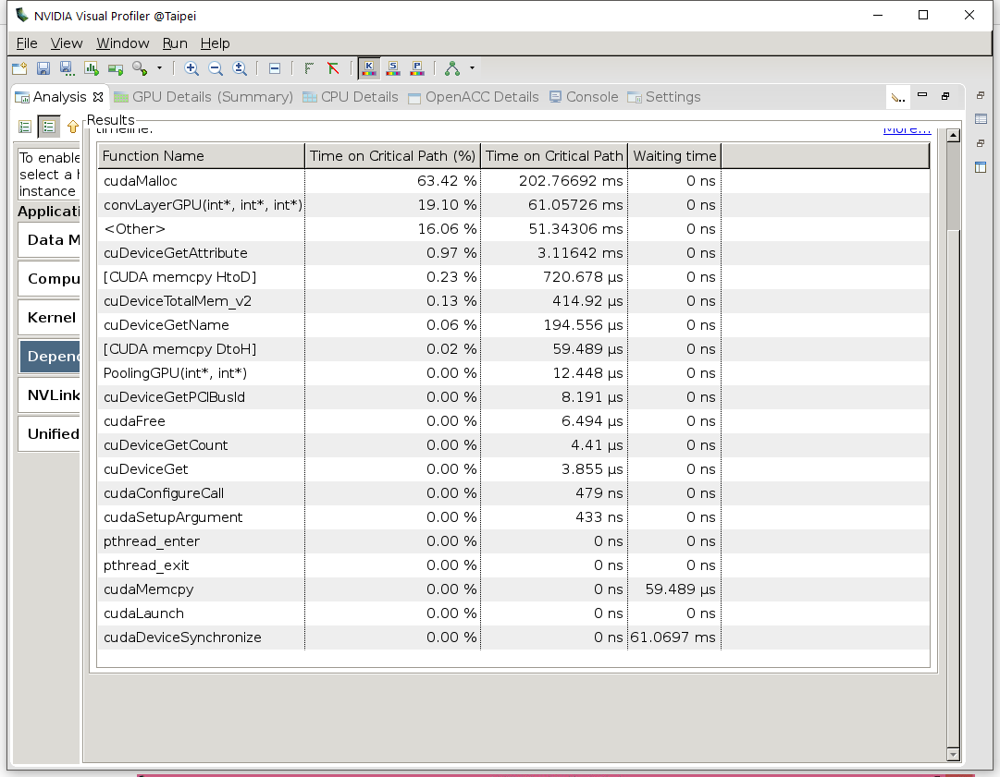 NVIDIA Visual Profiler @Taipei
File View Window Run Help
Analysis GPU Details (Summary) CPU Details OpenACC Details Console Settings
Results
timeline.
More...
To enable
select a h
instance
Applicati
Data M
Compu
Kernel
Depend
NVLink
Unified
Function Name Time on Critical Path (%) Time on Critical Path Waiting time
cudaMalloc 63.42 % 202.76692 ms 0 ns
convLayerGPU(int*, int*, int*) 19.10 % 61.05726 ms 0 ns
<Other> 16.06 % 51.34306 ms 0 ns
cuDeviceGetAttribute 0.97 % 3.11642 ms 0 ns
[CUDA memcpy HtoD] 0.23 % 720.678 µs 0 ns
cuDeviceTotalMem_v2 0.13 % 414.92 µs 0 ns
cuDeviceGetName 0.06 % 194.556 µs 0 ns
[CUDA memcpy DtoH] 0.02 % 59.489 µs 0 ns
PoolingGPU(int*, int*) 0.00 % 12.448 µs 0 ns
cuDeviceGetPCIBusId 0.00 % 8.191 µs 0 ns
cudaFree 0.00 % 6.494 µs 0 ns
cuDeviceGetCount 0.00 % 4.41 µs 0 ns
cuDeviceGet 0.00 % 3.855 µs 0 ns
cudaConfigureCall 0.00 % 479 ns 0 ns
cudaSetupArgument 0.00 % 433 ns 0 ns
pthread_enter 0.00 % 0 ns 0 ns
pthread_exit 0.00 % 0 ns 0 ns
cudaMemcpy 0.00 % 0 ns 59.489 µs
cudaLaunch 0.00 % 0 ns 0 ns
cudaDeviceSynchronize 0.00 % 0 ns 61.0697 ms